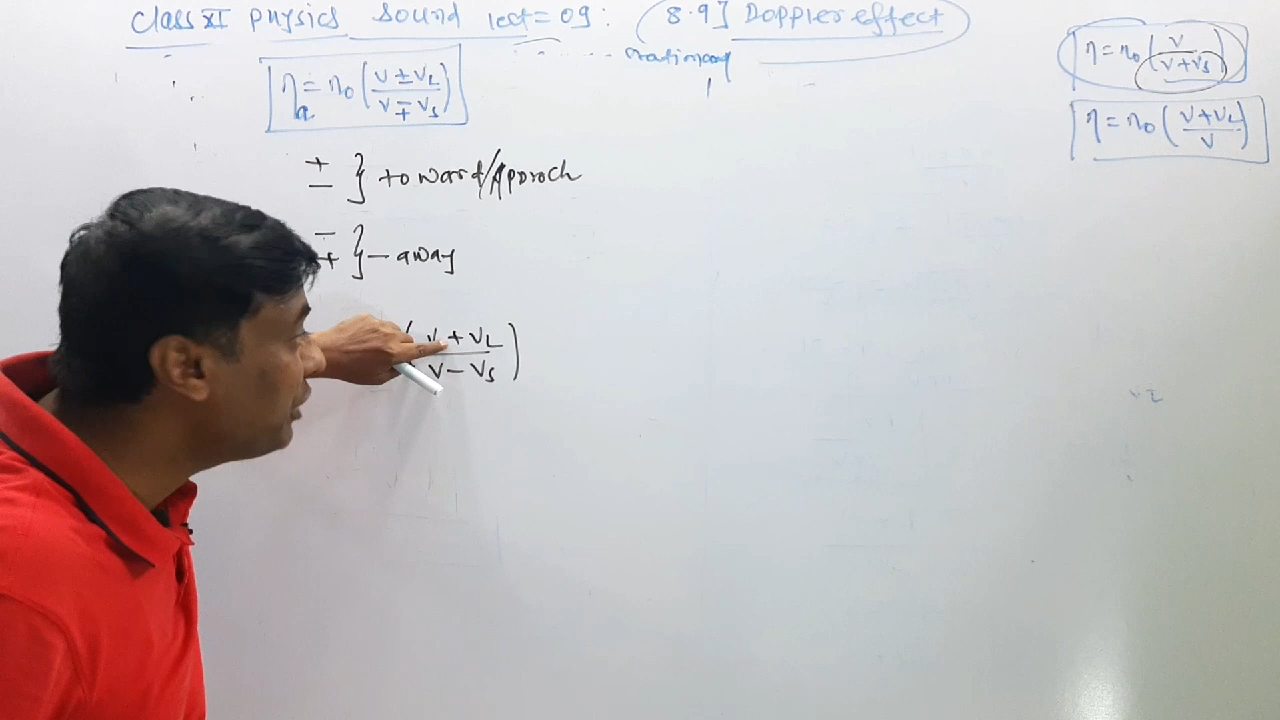 Class XI Physics Sound Lect = 09: 8.9] Doppler effect
stationary
n = n₀ (V / V + Vs)
nₐ = n₀ (V ± VL / V ∓ Vs)
n = n₀ (V + VL / V)
+
− } toward/Approch
−
+ } − away
(V + VL / V − Vs)